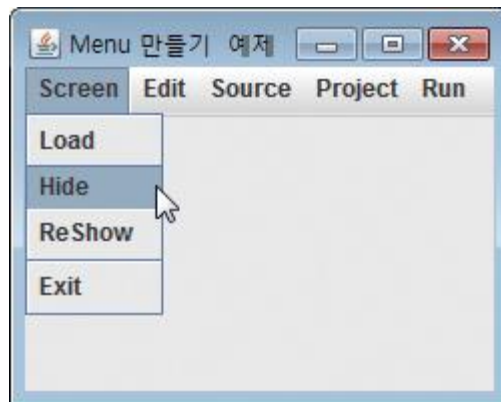 Menu 만들기 예제
Screen Edit Source Project Run
Load
Hide
ReShow
Exit